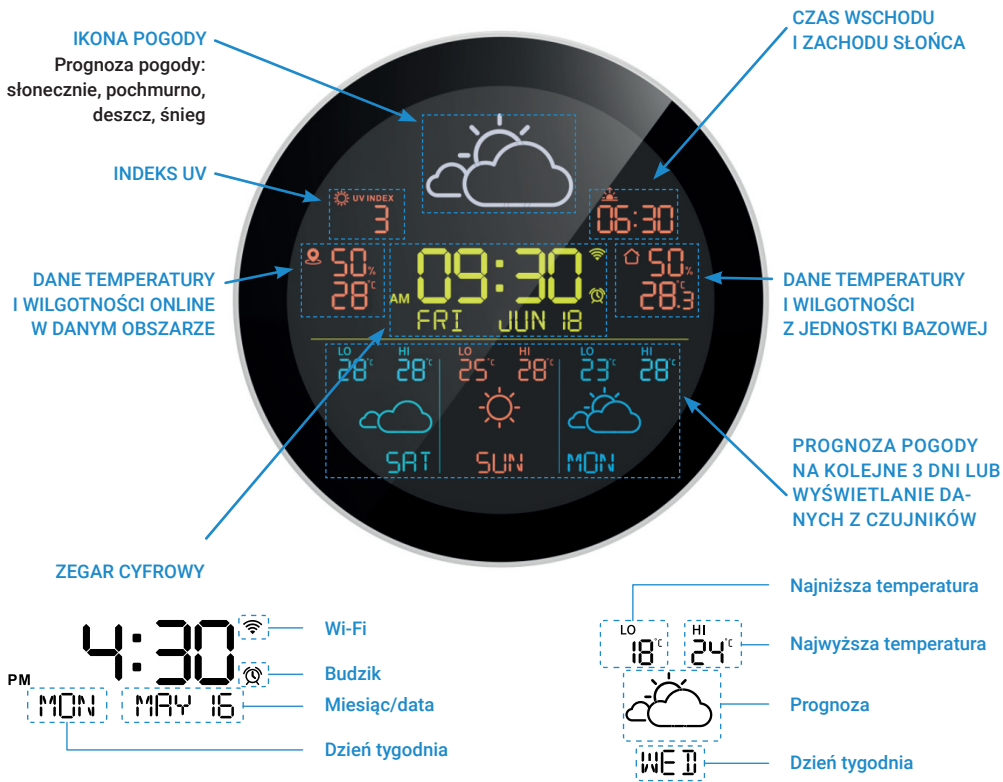 IKONA POGODY
Prognoza pogody:
słonecznie, pochmurno,
deszcz, śnieg
CZAS WSCHODU
I ZACHODU SŁOŃCA
INDEKS UV
UV INDEX
3
06:30
DANE TEMPERATURY
I WILGOTNOŚCI ONLINE
W DANYM OBSZARZE
50%
28°C
AM
09:30
FRI JUN 18
50%
28.3°C
DANE TEMPERATURY
I WILGOTNOŚCI
Z JEDNOSTKI BAZOWEJ
LO HI LO HI LO HI
28°C 28°C 25°C 28°C 23°C 28°C
SAT SUN MON
PROGNOZA POGODY
NA KOLEJNE 3 DNI LUB
WYŚWIETLANIE DA-
NYCH Z CZUJNIKÓW
ZEGAR CYFROWY
PM
4:30
Wi-Fi
Budzik
MON MAY 16
Miesiąc/data
Dzień tygodnia
Najniższa temperatura
LO HI
18°C 24°C
Najwyższa temperatura
Prognoza
WED
Dzień tygodnia